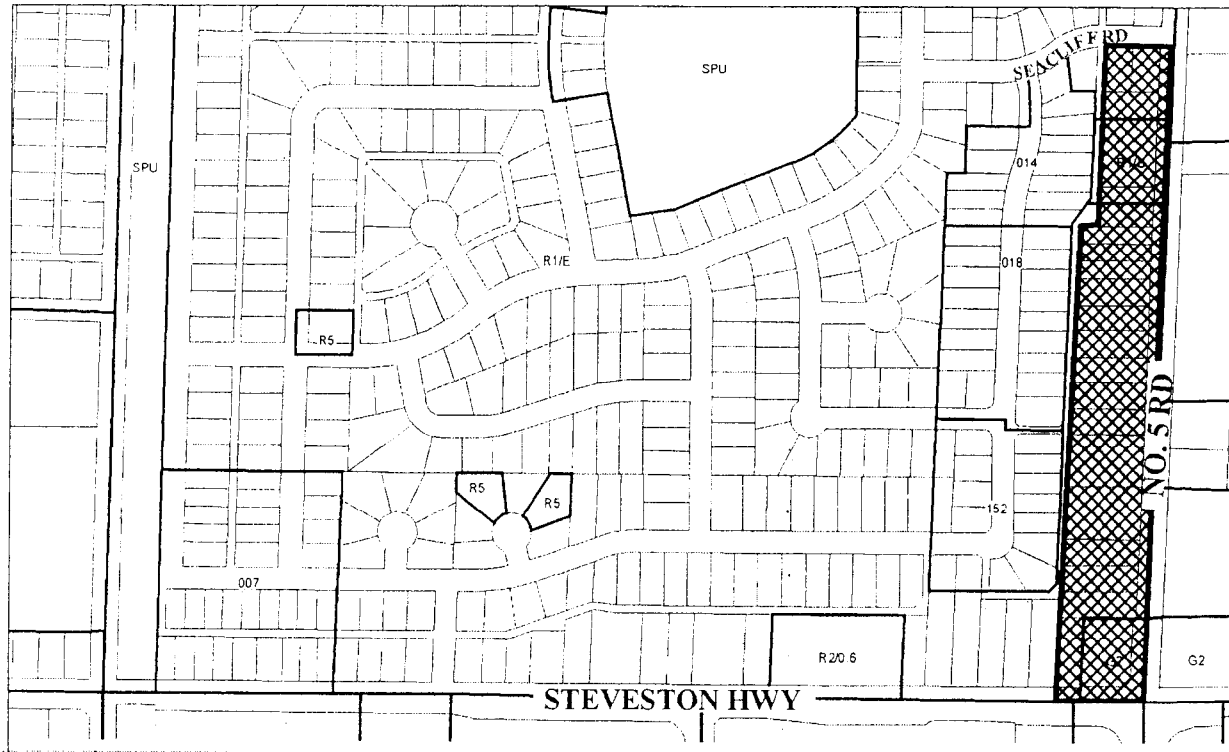 SEACLIFF RD
SPU
SPU
014
R1/E
018
R5
NO. 5 RD
R5
R5
152
007
R2/0.6
G2
STEVESTON HWY